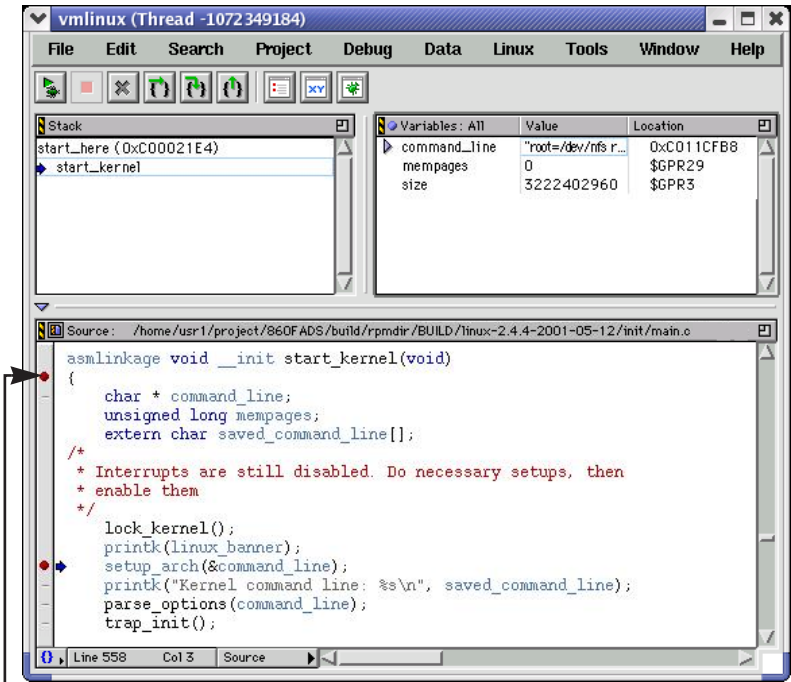 vmlinux (Thread -1072349184)
File Edit Search Project Debug Data Linux Tools Window Help
Stack
start_here (0xC00021E4)
start_kernel
Variables: All Value Location
command_line "root=/dev/nfs r... 0xC011CFB8
mempages 0 $GPR29
size 3222402960 $GPR3
Source: /home/usr1/project/860FADS/build/rpmdir/BUILD/linux-2.4.4-2001-05-12/init/main.c
asmlinkage void __init start_kernel(void)
{
char * command_line;
unsigned long mempages;
extern char saved_command_line[];
/*
* Interrupts are still disabled. Do necessary setups, then
* enable them
*/
lock_kernel();
printk(linux_banner);
setup_arch(&command_line);
printk("Kernel command line: %s\n", saved_command_line);
parse_options(command_line);
trap_init();
Line 558 Col 3 Source